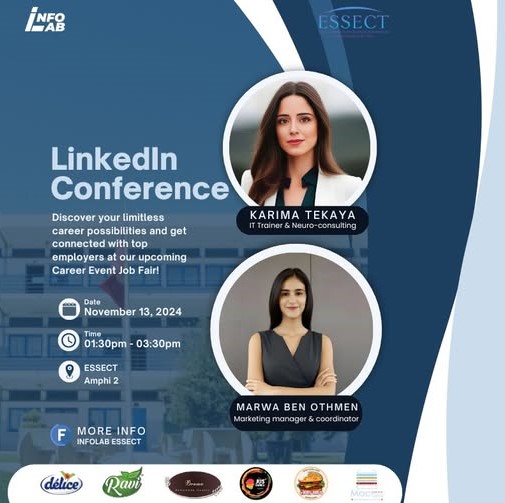 INFO
LAB
ESSECT
LinkedIn
Conference
Discover your limitless
career possibilities and get
connected with top
employers at our upcoming
Career Event Job Fair!
KARIMA TEKAYA
IT Trainer & Neuro-consulting
Date
November 13, 2024
Time
01:30pm - 03:30pm
ESSECT
Amphi 2
MARWA BEN OTHMEN
Marketing manager & coordinator
F MORE INFO
INFOLAB ESSECT
délice
Ravi